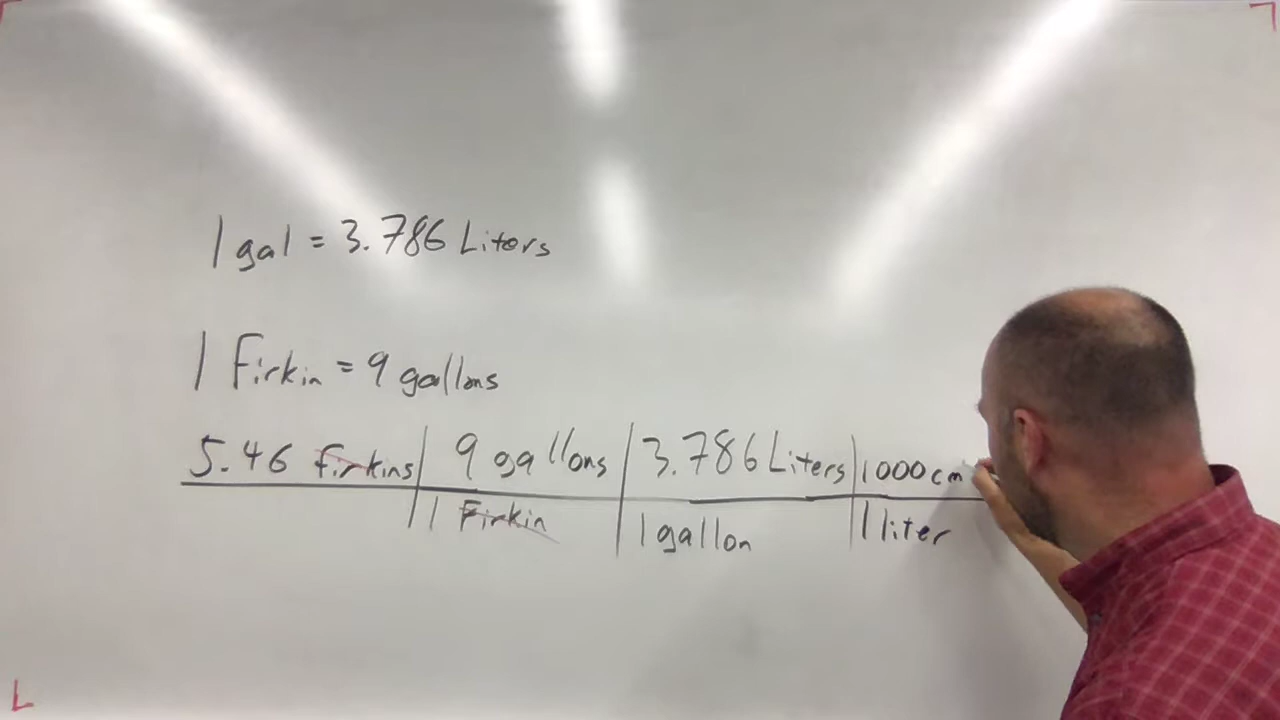 1 gal = 3.786 Liters
1 Firkin = 9 gallons
5.46 firkins | 9 gallons | 3.786 Liters | 1000 cm
1 Firkin | 1 gallon | 1 liter